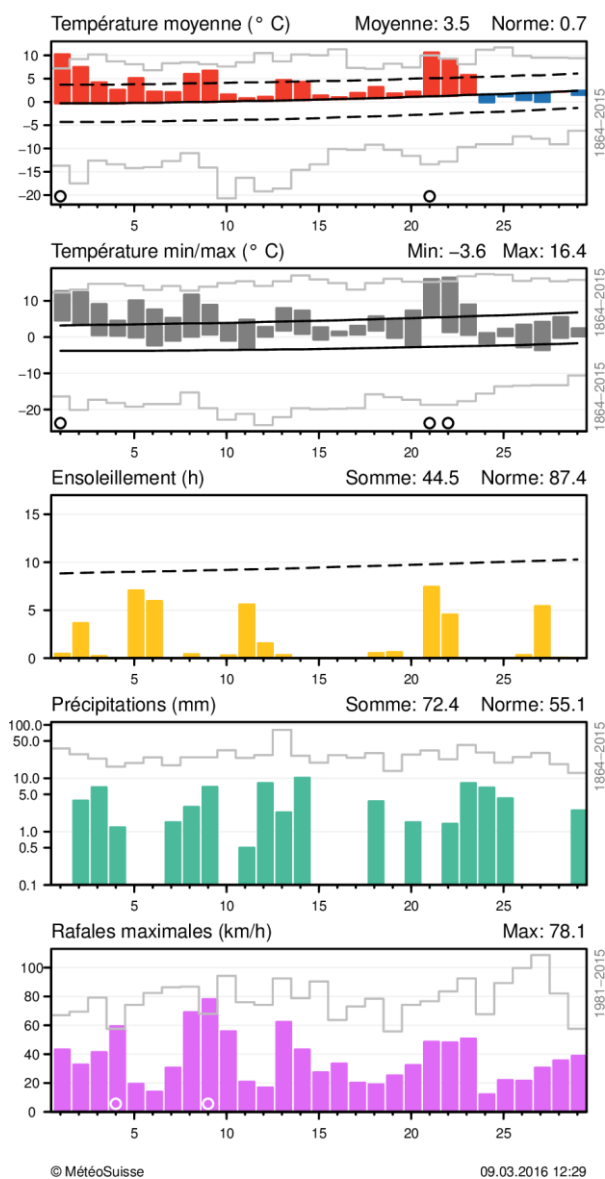 Température moyenne (° C) Moyenne: 3.5 Norme: 0.7
10
5
0
−5
−10
−15
−20
5 10 15 20 25
1864−2015
Température min/max (° C) Min: −3.6 Max: 16.4
10
0
−10
−20
5 10 15 20 25
1864−2015
Ensoleillement (h) Somme: 44.5 Norme: 87.4
15
10
5
0
5 10 15 20 25
Précipitations (mm) Somme: 72.4 Norme: 55.1
100.0
50.0
10.0
5.0
1.0
0.5
0.1
5 10 15 20 25
1864−2015
Rafales maximales (km/h) Max: 78.1
100
80
60
40
20
0
5 10 15 20 25
1981−2015
© MétéoSuisse 09.03.2016 12:29